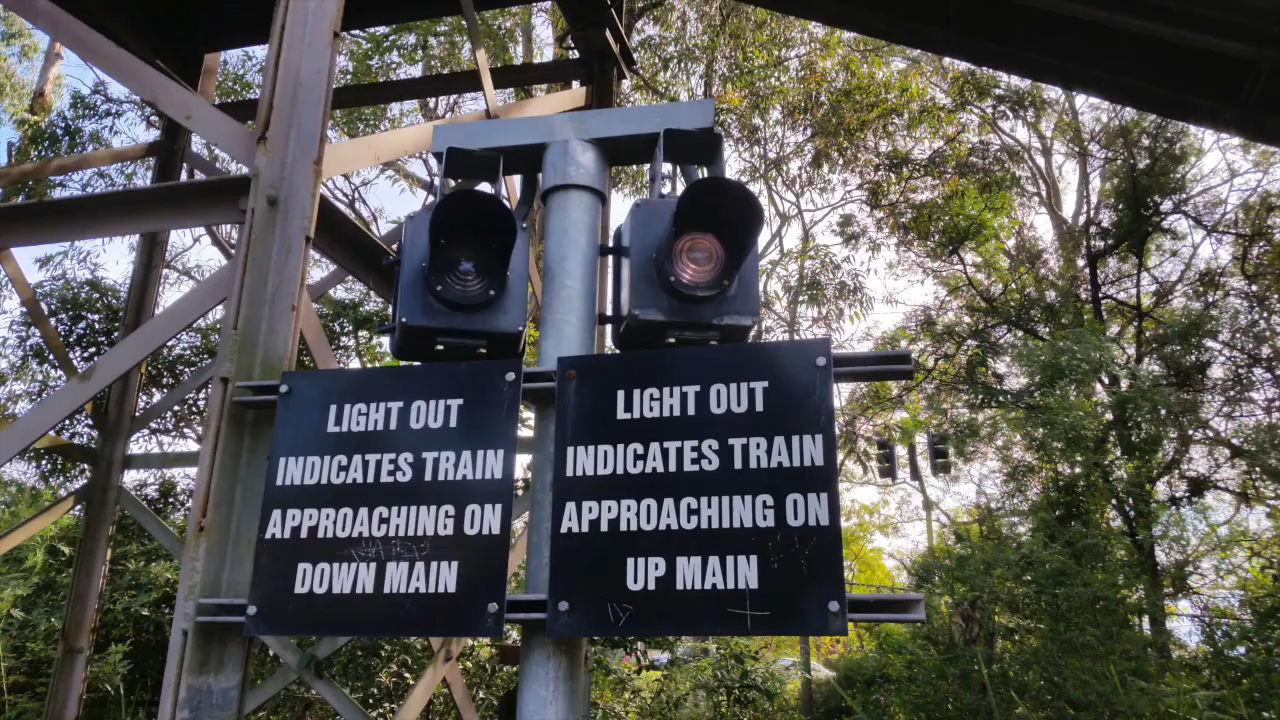 LIGHT OUT
INDICATES TRAIN
APPROACHING ON
DOWN MAIN
LIGHT OUT
INDICATES TRAIN
APPROACHING ON
UP MAIN